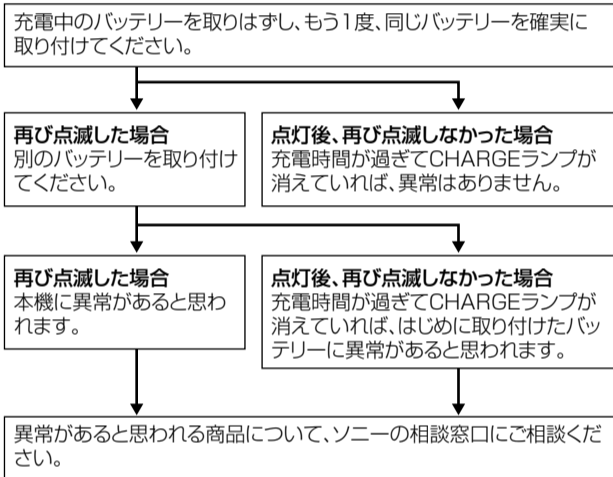 充電中のバッテリーを取りはずし、もう1度、同じバッテリーを確実に
取り付けてください。
再び点滅した場合
別のバッテリーを取り付け
てください。
点灯後、再び点滅しなかった場合
充電時間が過ぎてCHARGEランプが
消えていれば、異常はありません。
再び点滅した場合
本機に異常があると思わ
れます。
点灯後、再び点滅しなかった場合
充電時間が過ぎてCHARGEランプが
消えていれば、はじめに取り付けたバッ
テリーに異常があると思われます。
異常があると思われる商品について、ソニーの相談窓口にご相談くだ
さい。